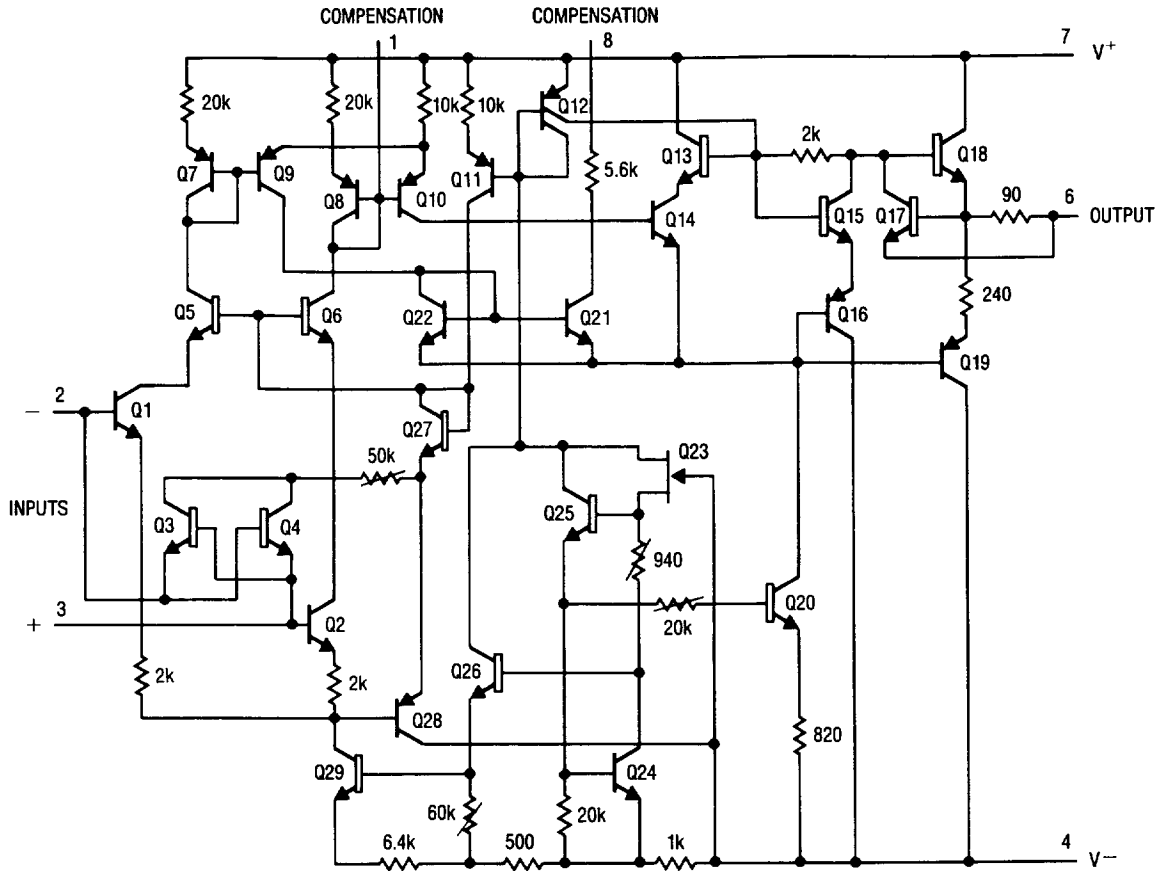 COMPENSATION COMPENSATION
1 8 7 V+
20k 20k 10k 10k Q12
2k
Q7 Q9 Q8 Q10 Q11 5.6k Q13 Q18
90 6 OUTPUT
Q14 Q15 Q17
Q5 Q6 Q22 Q21 Q16 240
Q19
− 2 Q1
Q27
50k Q23
INPUTS
Q3 Q4 Q25
940
+ 3 Q2 20k Q20
2k 2k Q26
Q28 820
Q29 Q24
60k 20k
6.4k 500 1k 4 V−